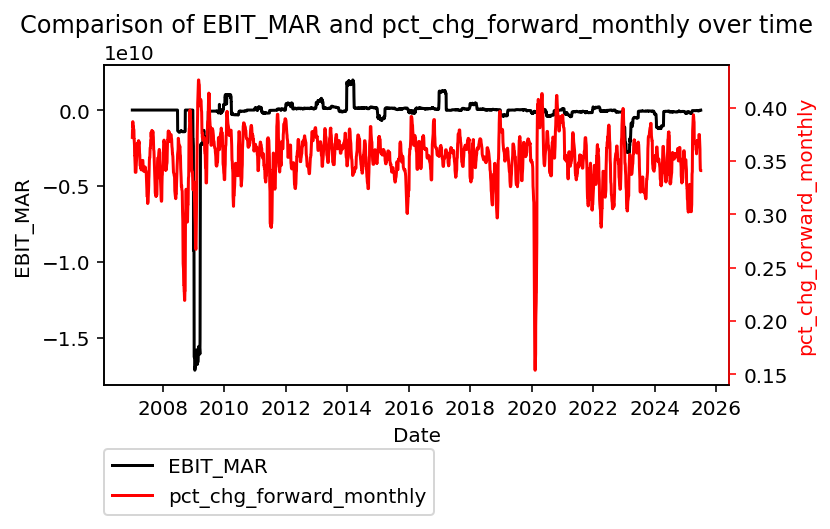 Comparison of EBIT_MAR and pct_chg_forward_monthly over time
1e10
0.0
−0.5
−1.0
−1.5
EBIT_MAR
0.40
0.35
0.30
0.25
0.20
0.15
pct_chg_forward_monthly
2008 2010 2012 2014 2016 2018 2020 2022 2024 2026
Date
EBIT_MAR
pct_chg_forward_monthly